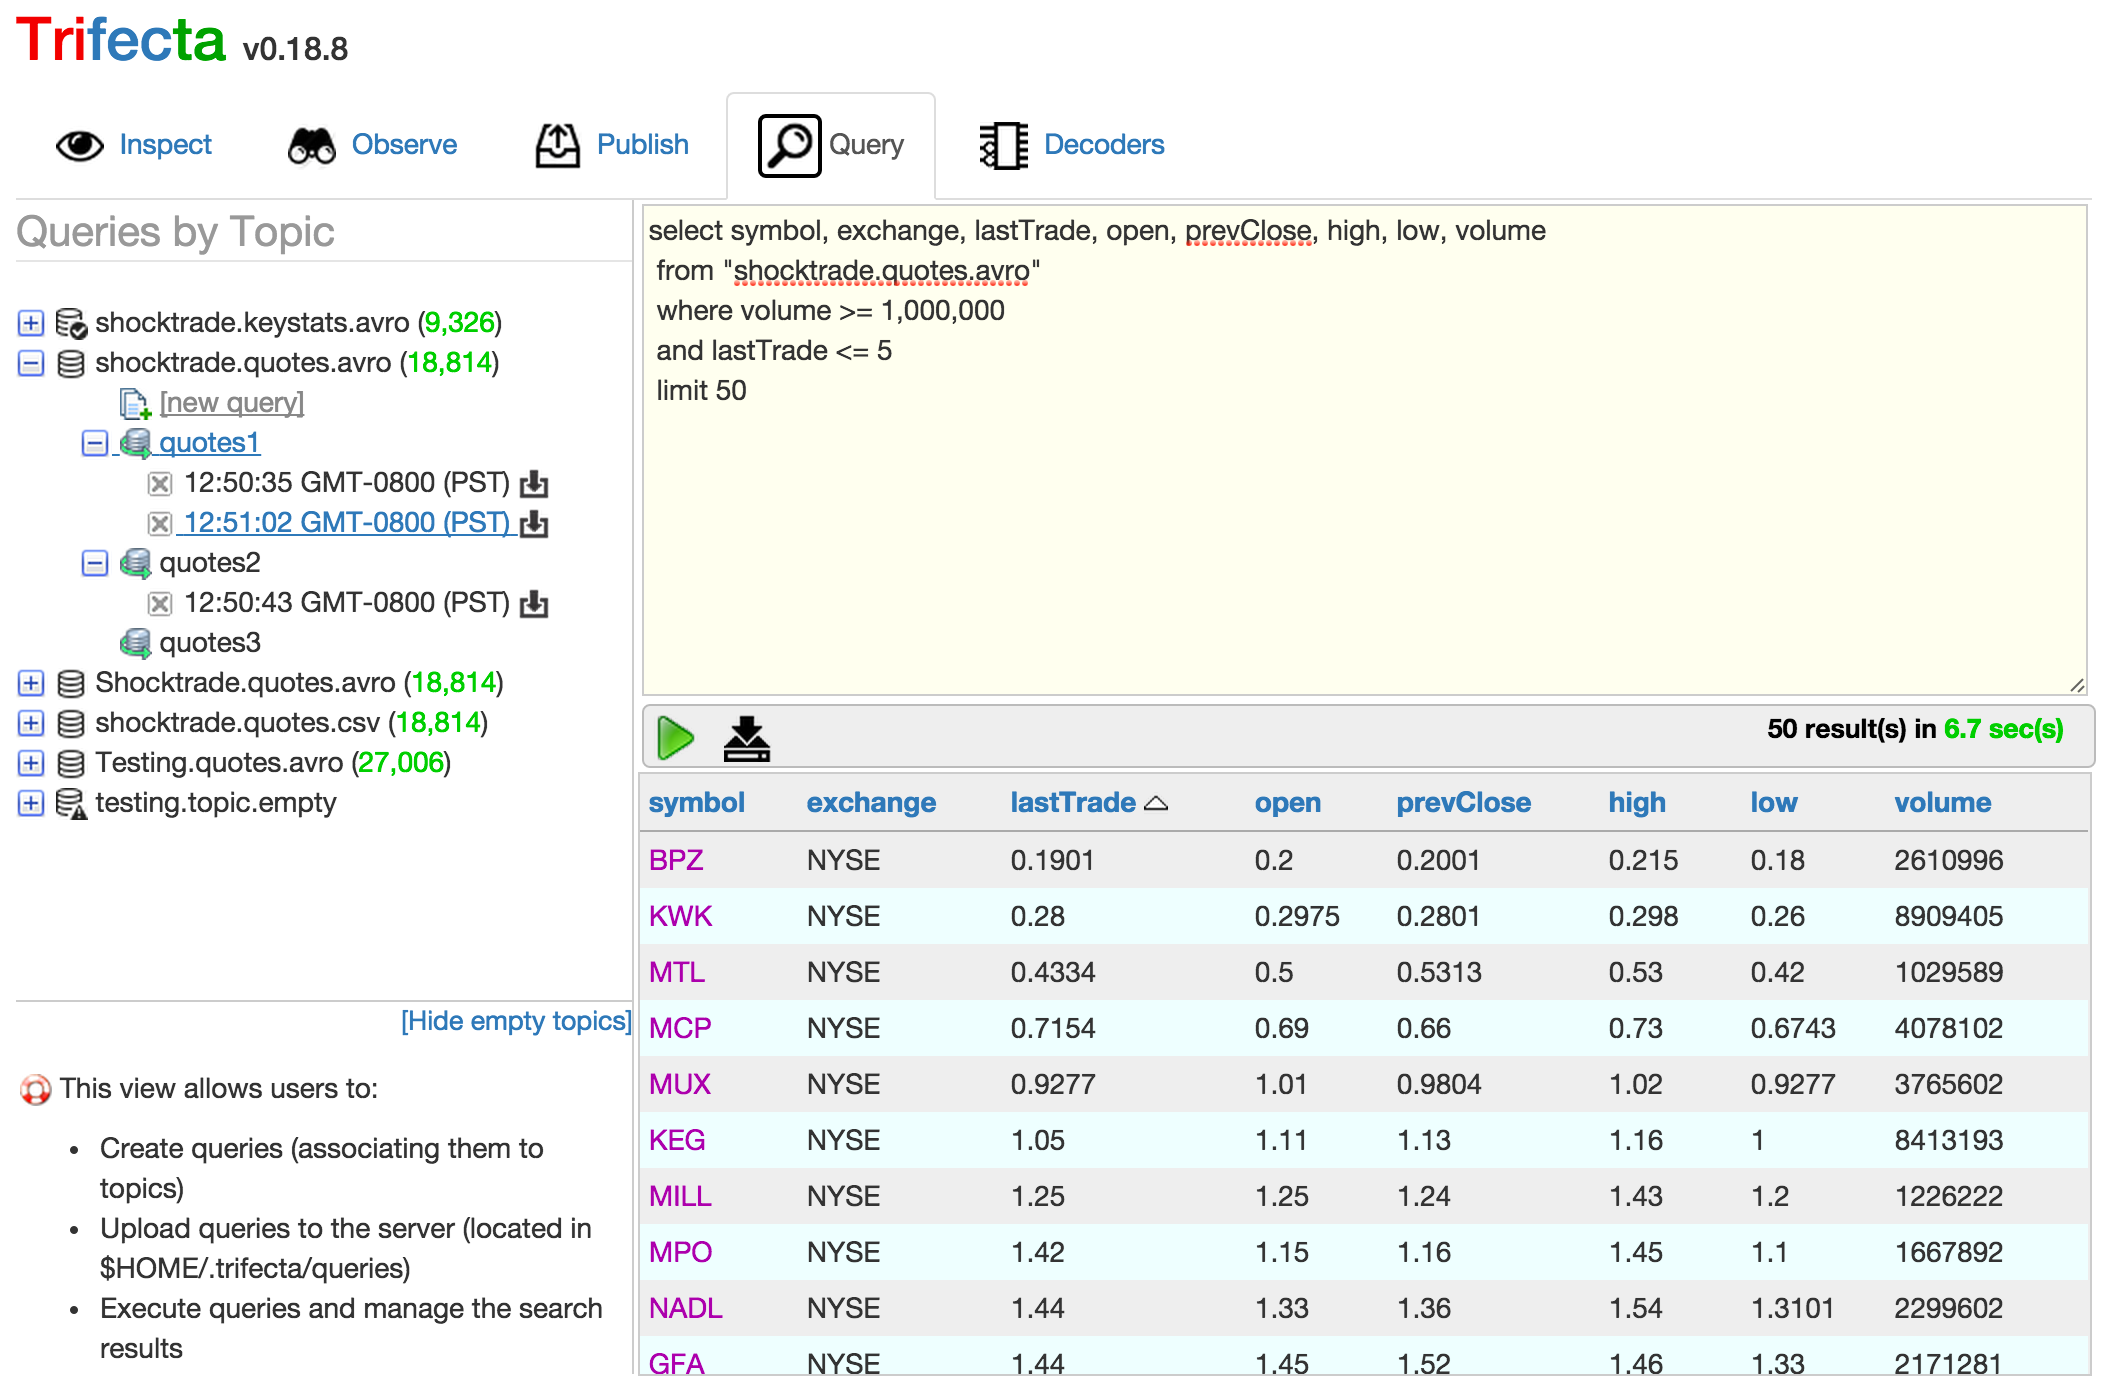 Trifecta v0.18.8
Inspect Observe Publish Query Decoders
Queries by Topic
shocktrade.keystats.avro (9,326)
shocktrade.quotes.avro (18,814)
[new query]
quotes1
12:50:35 GMT-0800 (PST)
12:51:02 GMT-0800 (PST)
quotes2
12:50:43 GMT-0800 (PST)
quotes3
Shocktrade.quotes.avro (18,814)
shocktrade.quotes.csv (18,814)
Testing.quotes.avro (27,006)
testing.topic.empty
[Hide empty topics]
This view allows users to:
• Create queries (associating them to
topics)
• Upload queries to the server (located in
$HOME/.trifecta/queries)
• Execute queries and manage the search
results
select symbol, exchange, lastTrade, open, prevClose, high, low, volume
from "shocktrade.quotes.avro"
where volume >= 1,000,000
and lastTrade <= 5
limit 50
50 result(s) in 6.7 sec(s)
symbol exchange lastTrade open prevClose high low volume
BPZ NYSE 0.1901 0.2 0.2001 0.215 0.18 2610996
KWK NYSE 0.28 0.2975 0.2801 0.298 0.26 8909405
MTL NYSE 0.4334 0.5 0.5313 0.53 0.42 1029589
MCP NYSE 0.7154 0.69 0.66 0.73 0.6743 4078102
MUX NYSE 0.9277 1.01 0.9804 1.02 0.9277 3765602
KEG NYSE 1.05 1.11 1.13 1.16 1 8413193
MILL NYSE 1.25 1.25 1.24 1.43 1.2 1226222
MPO NYSE 1.42 1.15 1.16 1.45 1.1 1667892
NADL NYSE 1.44 1.33 1.36 1.54 1.3101 2299602
GFA NYSE 1.44 1.45 1.52 1.46 1.33 2171281